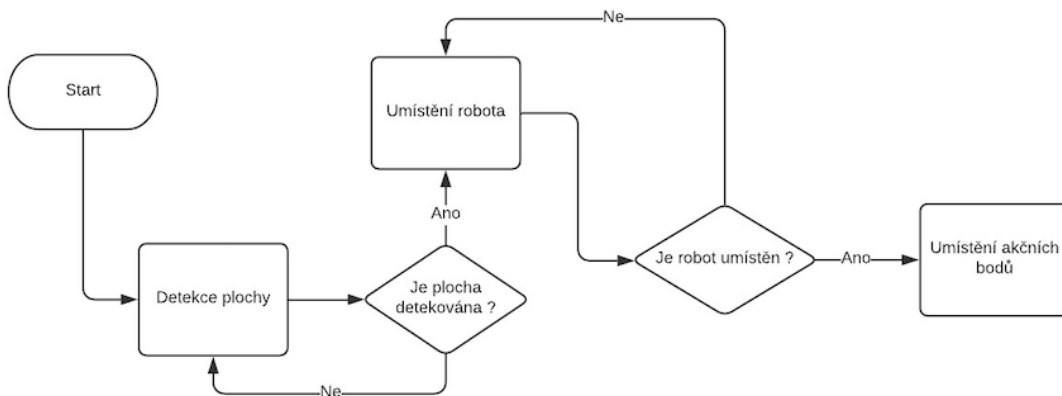 Start
Detekce plochy
Je plocha
detekována ?
Ne
Ano
Umístění robota
Je robot umístěn ?
Ne
Ano
Umístění akčních
bodů